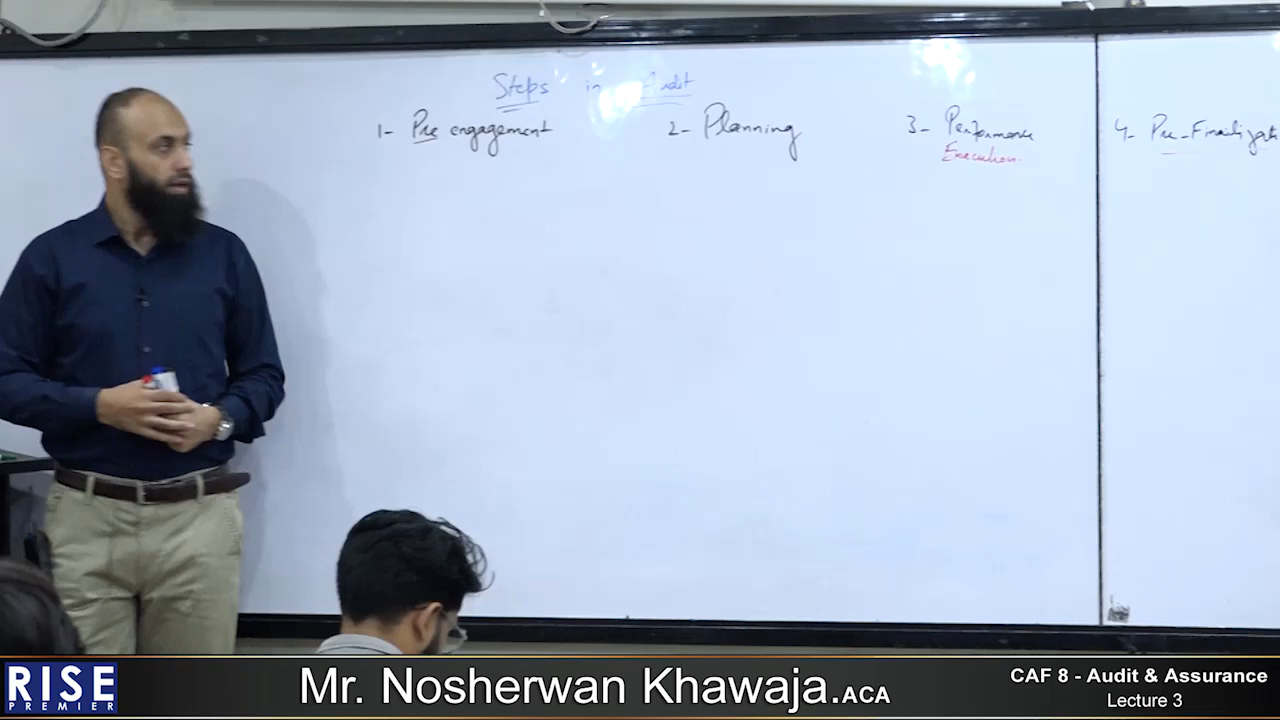 Steps in Audit
1- Pre engagement 2- Planning 3- Performance 4- Pre-Finalizati
Execution.
RISE
PREMIER
Mr. Nosherwan Khawaja.ACA
CAF 8 - Audit & Assurance
Lecture 3